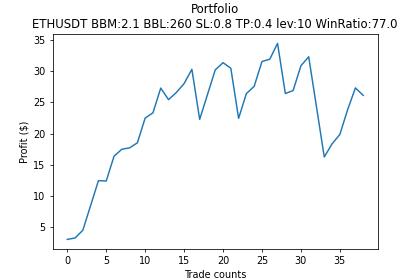 Portfolio
ETHUSDT BBM:2.1 BBL:260 SL:0.8 TP:0.4 lev:10 WinRatio:77.0
35
30
25
20
15
10
5
Profit ($)
0 5 10 15 20 25 30 35
Trade counts